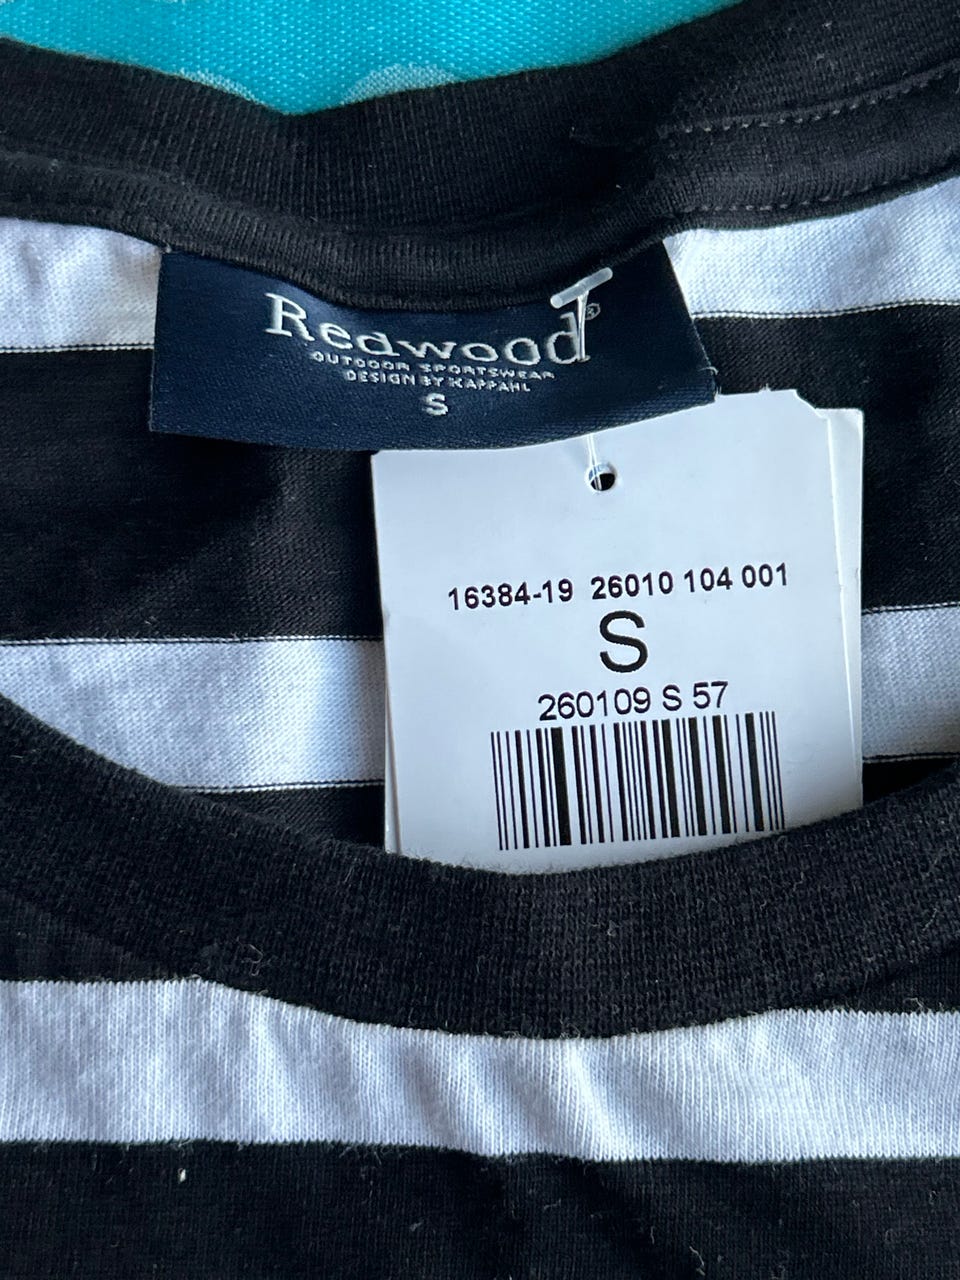 Redwood®
OUTDOOR SPORTSWEAR
DESIGN BY KAPPAHL
S
16384-19 26010 104 001
S
260109 S 57